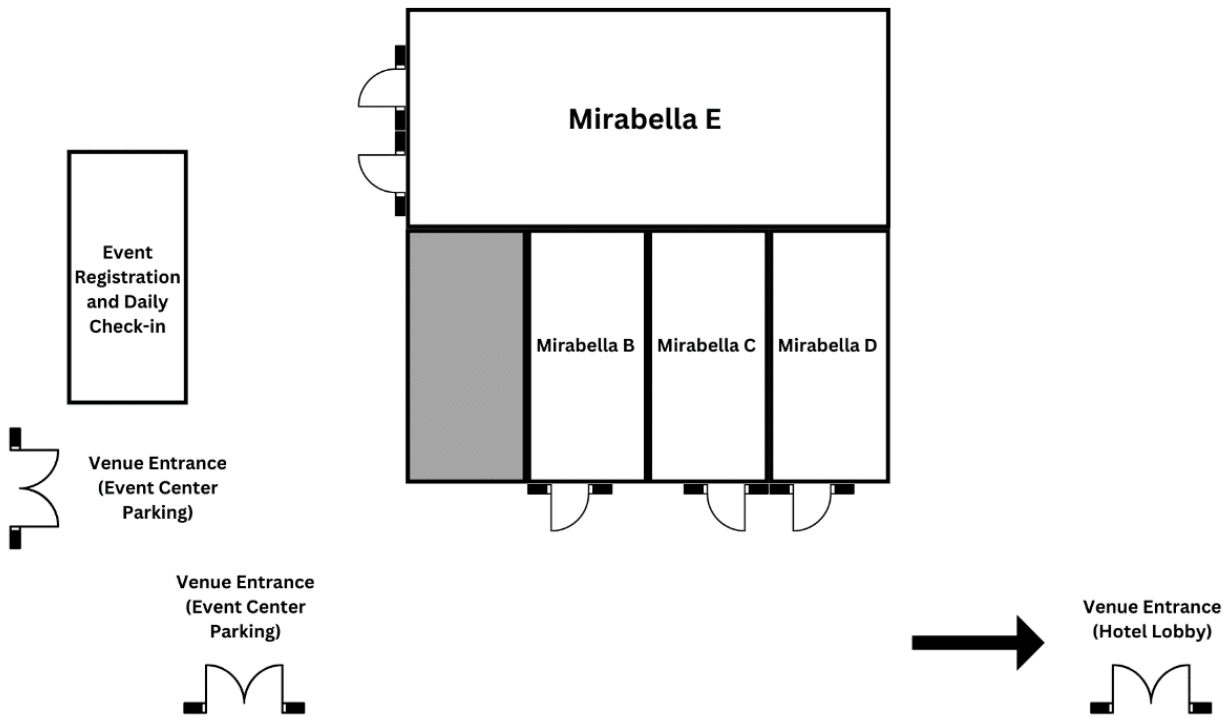 Mirabella E
Event
Registration
and Daily
Check-in
Mirabella B
Mirabella C
Mirabella D
Venue Entrance
(Event Center
Parking)
Venue Entrance
(Event Center
Parking)
Venue Entrance
(Hotel Lobby)